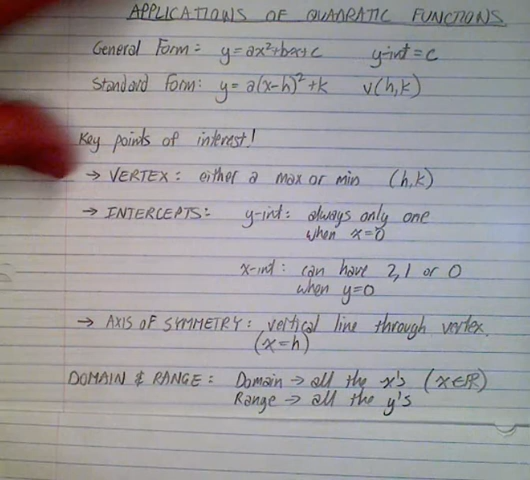 APPLICATIONS OF QUADRATIC FUNCTIONS
General Form: y=ax²+bx+c y-int=c
Standard Form: y=a(x-h)²+k V(h,k)
Key points of interest!
→ VERTEX: either a max or min (h,k)
→ INTERCEPTS: y-int: always only one
when x=0
x-int: can have 2,1 or 0
when y=0
→ AXIS OF SYMMETRY: vertical line through vertex.
(x=h)
DOMAIN & RANGE: Domain → all the x's (x∈ℝ)
Range → all the y's